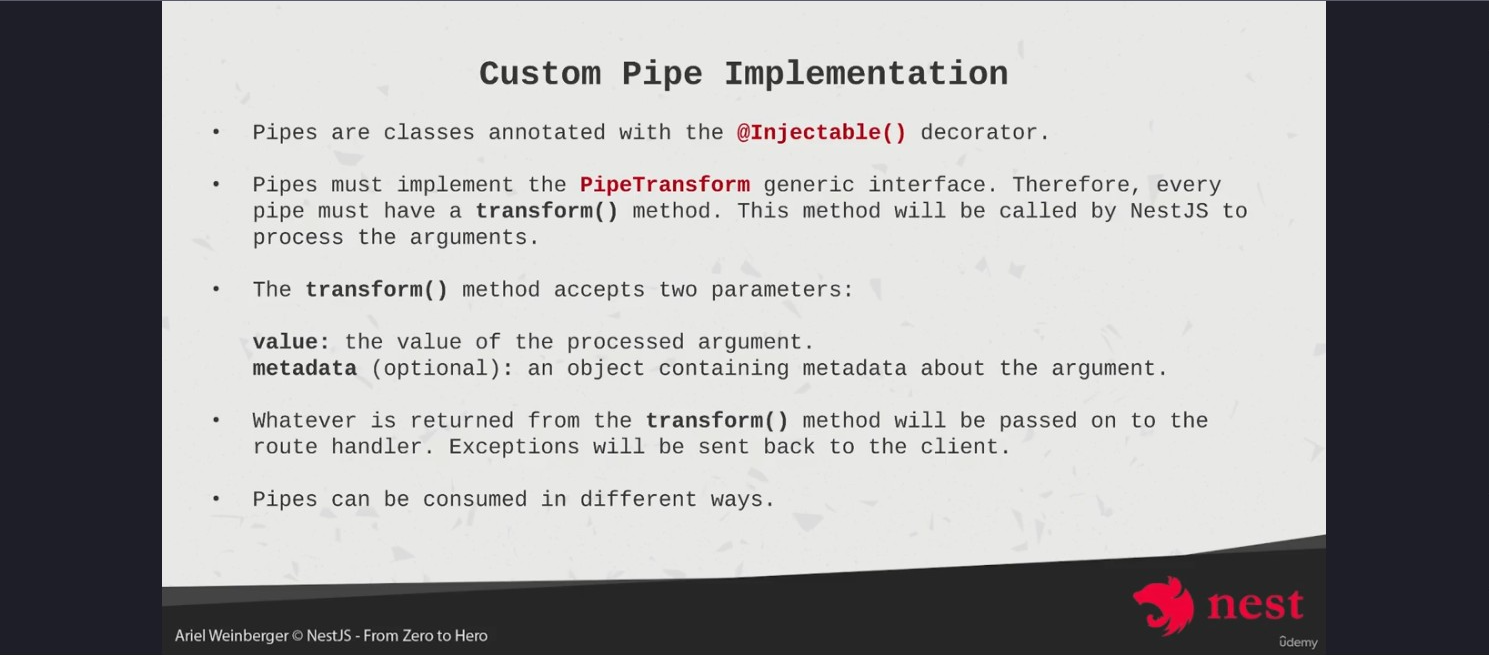 Custom Pipe Implementation
• Pipes are classes annotated with the @Injectable() decorator.
• Pipes must implement the PipeTransform generic interface. Therefore, every
pipe must have a transform() method. This method will be called by NestJS to
process the arguments.
• The transform() method accepts two parameters:
value: the value of the processed argument.
metadata (optional): an object containing metadata about the argument.
• Whatever is returned from the transform() method will be passed on to the
route handler. Exceptions will be sent back to the client.
• Pipes can be consumed in different ways.
nest
Ariel Weinberger © NestJS - From Zero to Hero
ûdemy